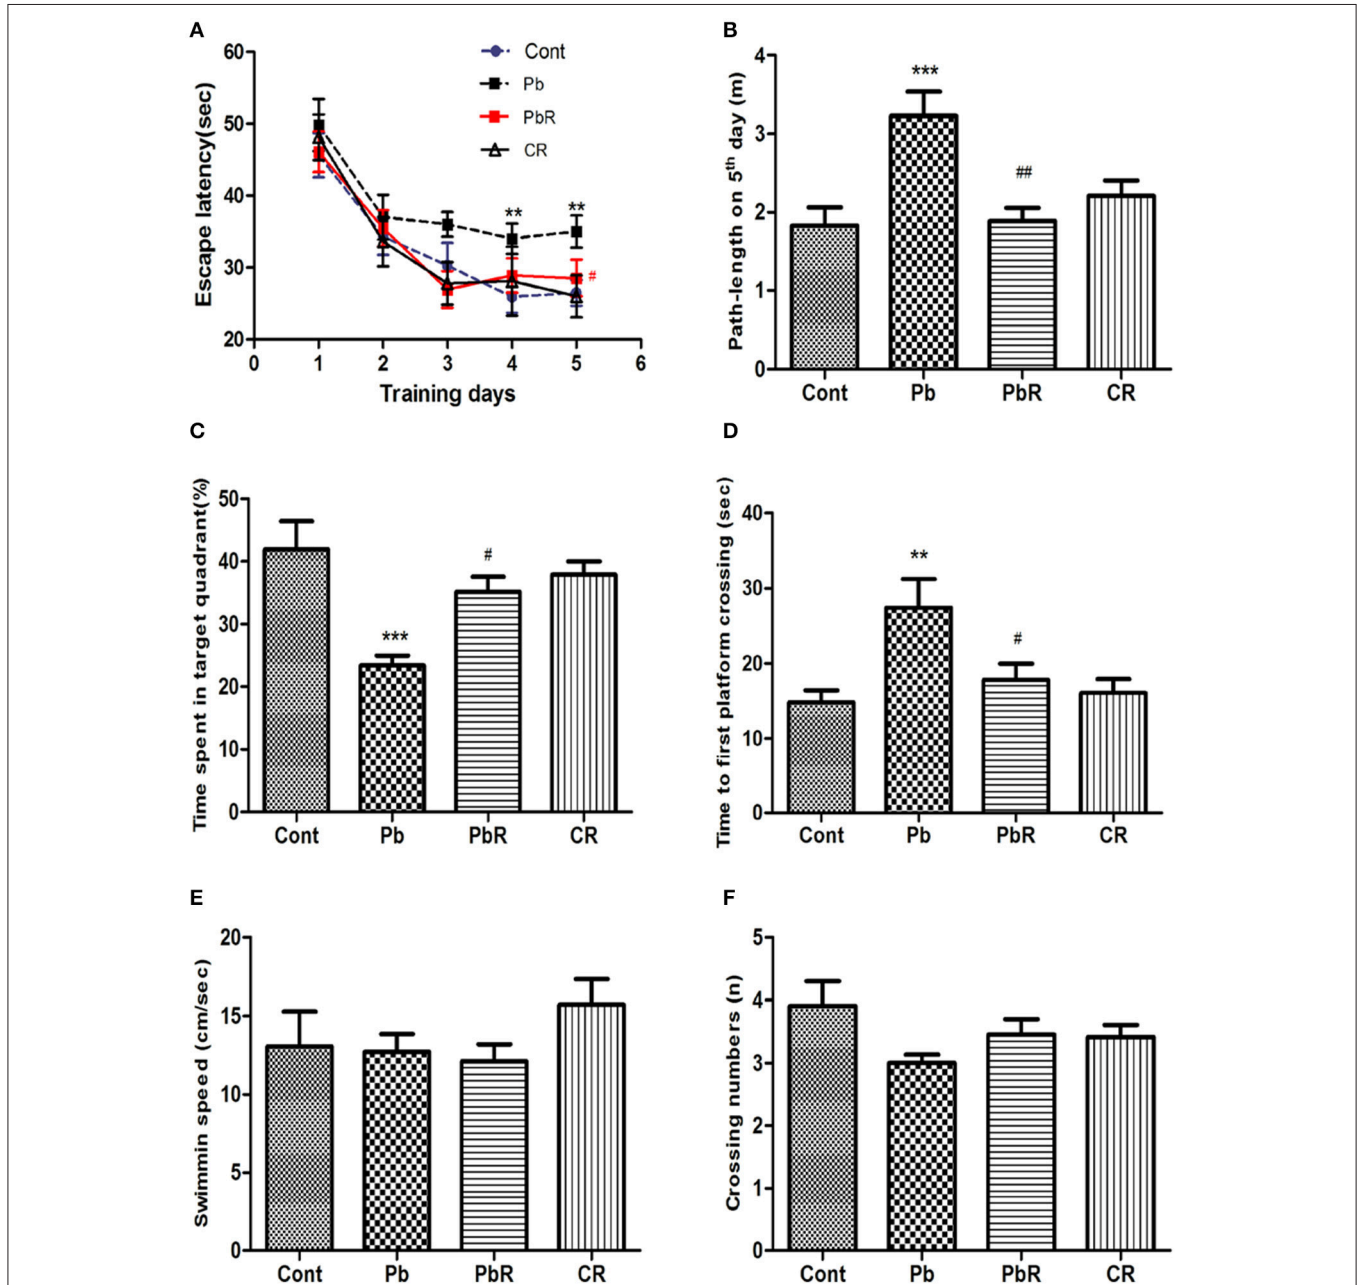 A
Escape latency(sec)
60
50
40
30
20
0 1 2 3 4 5 6
Training days
Cont
Pb
PbR
CR
** **
#
B
Path-length on 5th day (m)
4
3
2
1
0
***
##
Cont Pb PbR CR
C
Time spent in target quadrant(%)
50
40
30
20
10
0
***
#
Cont Pb PbR CR
D
Time to first platform crossing (sec)
40
30
20
10
0
**
#
Cont Pb PbR CR
E
Swimmin speed (cm/sec)
20
15
10
5
0
Cont Pb PbR CR
F
Crossing numbers (n)
5
4
3
2
1
0
Cont Pb PbR CR